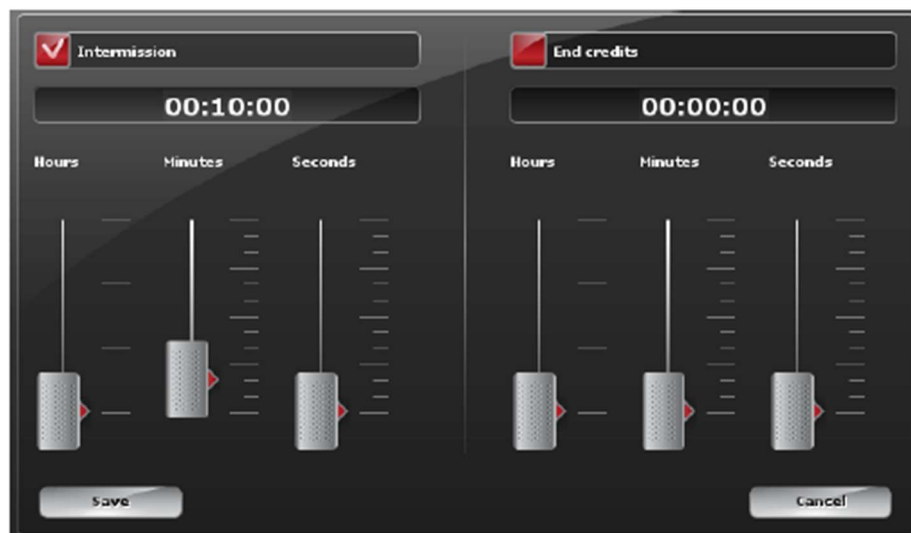 Intermission
End credits
00:10:00
00:00:00
Hours Minutes Seconds
Hours Minutes Seconds
Save
Cancel